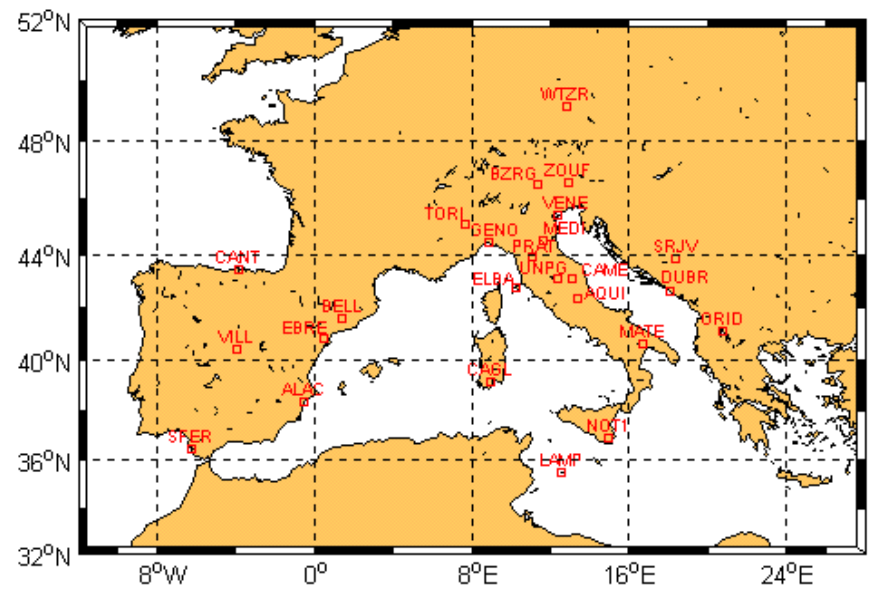 52°N
WTZR
48°N
BZRG ZOUF
VENE
TORI
GENO MEDI
PRAT
44°N
CANT
SRJV
UNPG CAME
ELBA
DUBR
AQUI
BELL
EBRE
ORID
VILL
MATE
40°N
CAGL
ALAC
NOT1
SFER
36°N
LAMP
32°N
8°W 0° 8°E 16°E 24°E